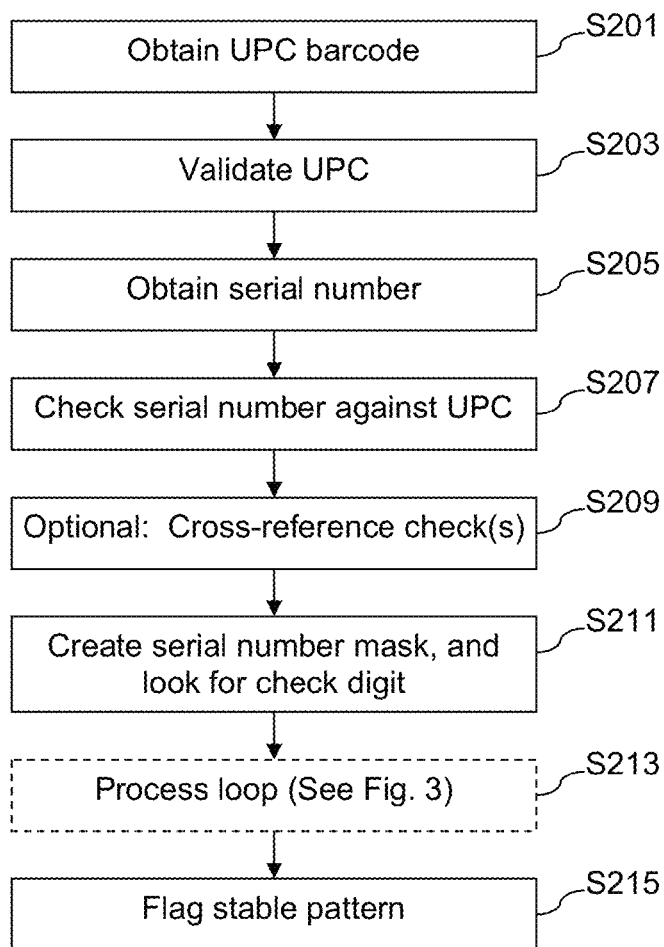 S201
Obtain UPC barcode
S203
Validate UPC
S205
Obtain serial number
S207
Check serial number against UPC
S209
Optional: Cross-reference check(s)
S211
Create serial number mask, and
look for check digit
S213
Process loop (See Fig. 3)
S215
Flag stable pattern